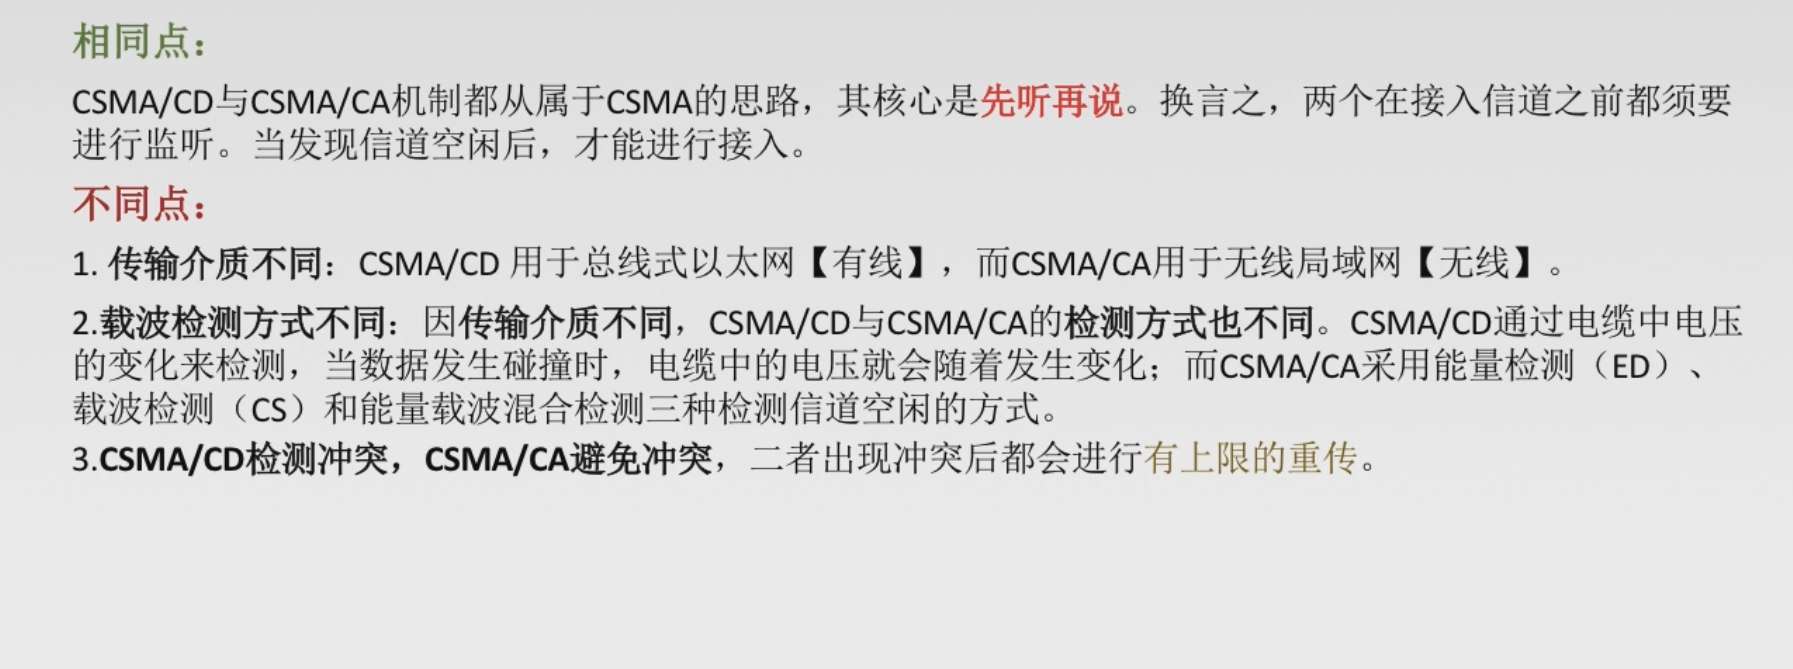 相同点：
CSMA/CD与CSMA/CA机制都从属于CSMA的思路，其核心是先听再说。换言之，两个在接入信道之前都须要
进行监听。当发现信道空闲后，才能进行接入。
不同点：
1. 传输介质不同：CSMA/CD 用于总线式以太网【有线】，而CSMA/CA用于无线局域网【无线】。
2.载波检测方式不同：因传输介质不同，CSMA/CD与CSMA/CA的检测方式也不同。CSMA/CD通过电缆中电压
的变化来检测，当数据发生碰撞时，电缆中的电压就会随着发生变化；而CSMA/CA采用能量检测（ED）、
载波检测（CS）和能量载波混合检测三种检测信道空闲的方式。
3.CSMA/CD检测冲突，CSMA/CA避免冲突，二者出现冲突后都会进行有上限的重传。